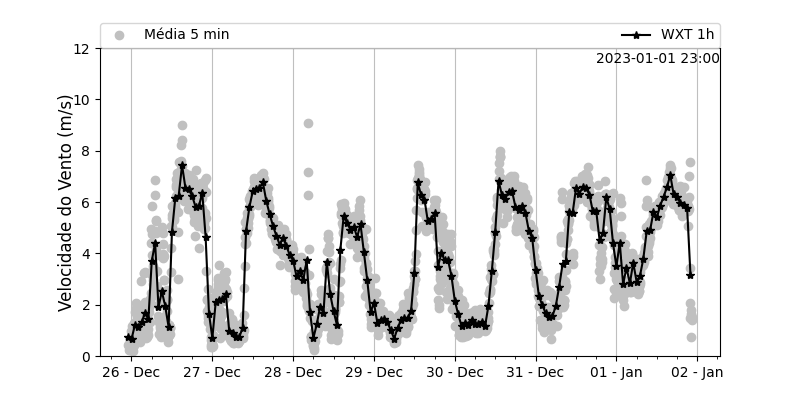 Média 5 min
WXT 1h
2023-01-01 23:00
Velocidade do Vento (m/s)
12
10
8
6
4
2
0
26 - Dec
27 - Dec
28 - Dec
29 - Dec
30 - Dec
31 - Dec
01 - Jan
02 - Jan